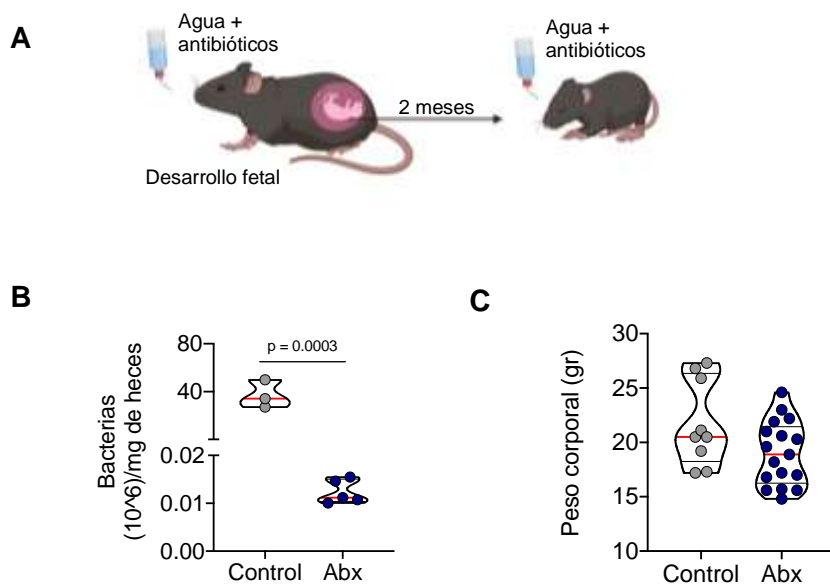 A
Agua +
antibióticos
Agua +
antibióticos
2 meses
Desarrollo fetal
B
p = 0.0003
80
40
0.02
0.01
0.00
Bacterias
(10^6)/mg de heces
Control
Abx
C
30
25
20
15
10
Peso corporal (gr)
Control
Abx